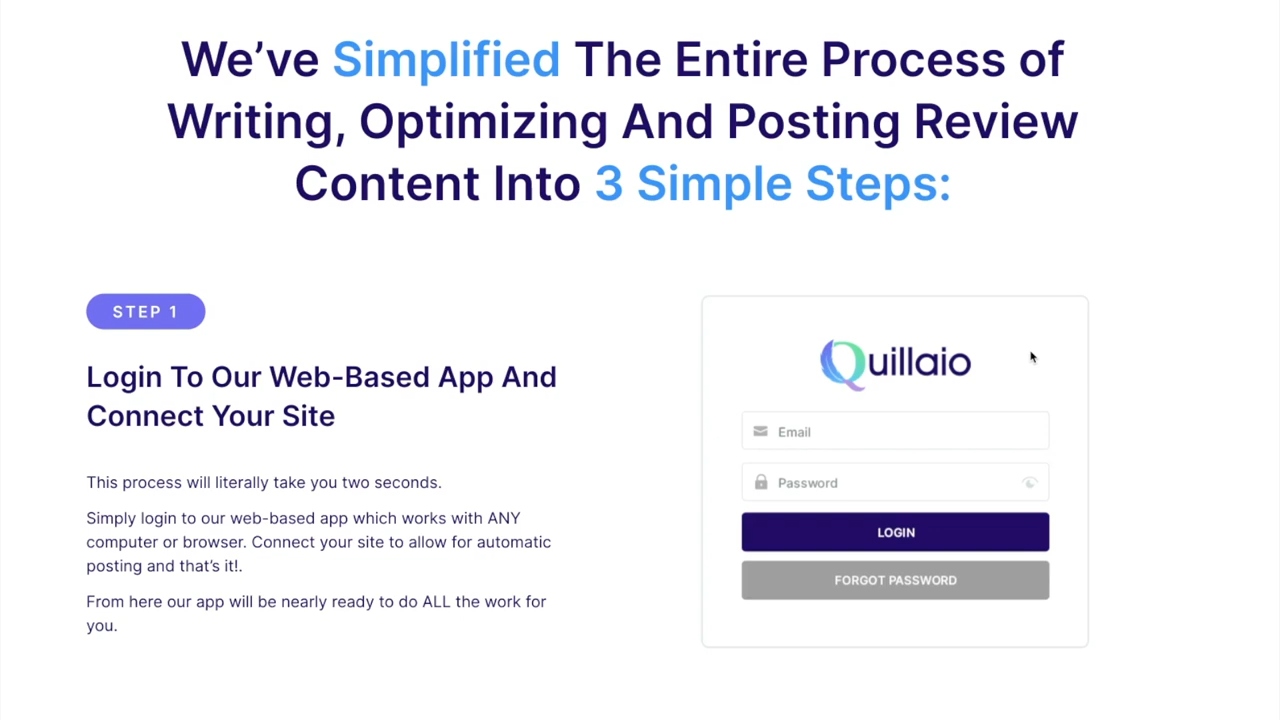 We’ve Simplified The Entire Process of
Writing, Optimizing And Posting Review
Content Into 3 Simple Steps:
STEP 1
Login To Our Web-Based App And
Connect Your Site
This process will literally take you two seconds.
Simply login to our web-based app which works with ANY
computer or browser. Connect your site to allow for automatic
posting and that’s it!.
From here our app will be nearly ready to do ALL the work for
you.
Quillaio
Email
Password
LOGIN
FORGOT PASSWORD